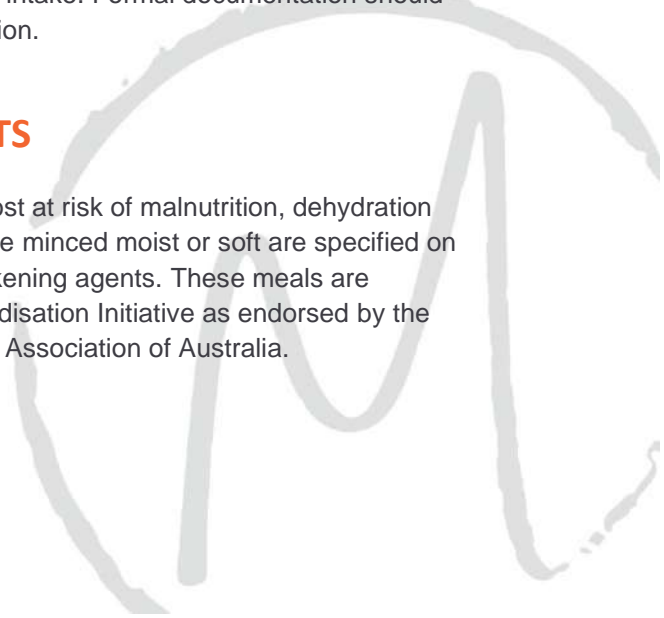 intake. Formal documentation should
ion.
TS
ost at risk of malnutrition, dehydration
e minced moist or soft are specified on
kening agents. These meals are
disation Initiative as endorsed by the
Association of Australia.